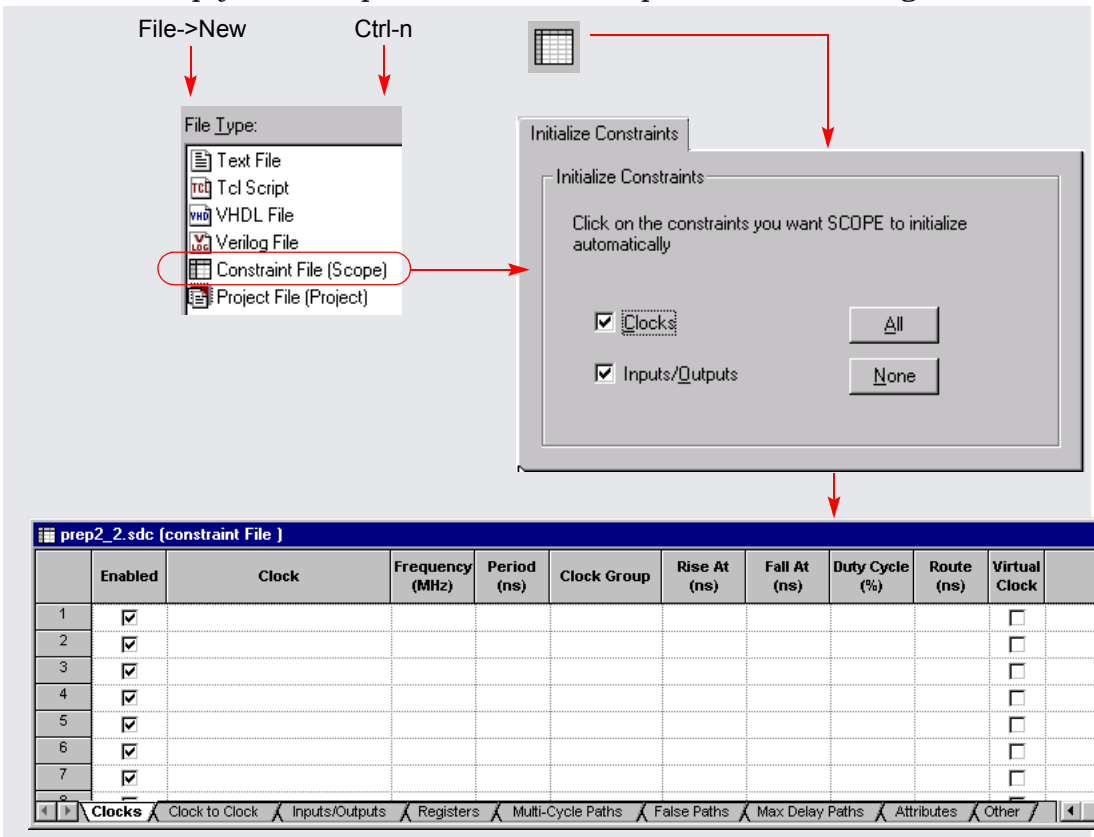 File->New
Ctrl-n
File Type:
Text File
Tcl Script
VHDL File
Verilog File
Constraint File (Scope)
Project File (Project)
Initialize Constraints
Initialize Constraints
Click on the constraints you want SCOPE to initialize
automatically
Clocks
All
Inputs/Outputs
None
prep2_2.sdc (constraint File )
Enabled
Clock
Frequency
(MHz)
Period
(ns)
Clock Group
Rise At
(ns)
Fall At
(ns)
Duty Cycle
(%)
Route
(ns)
Virtual
Clock
1
2
3
4
5
6
7
Clocks
Clock to Clock
Inputs/Outputs
Registers
Multi-Cycle Paths
False Paths
Max Delay Paths
Attributes
Other